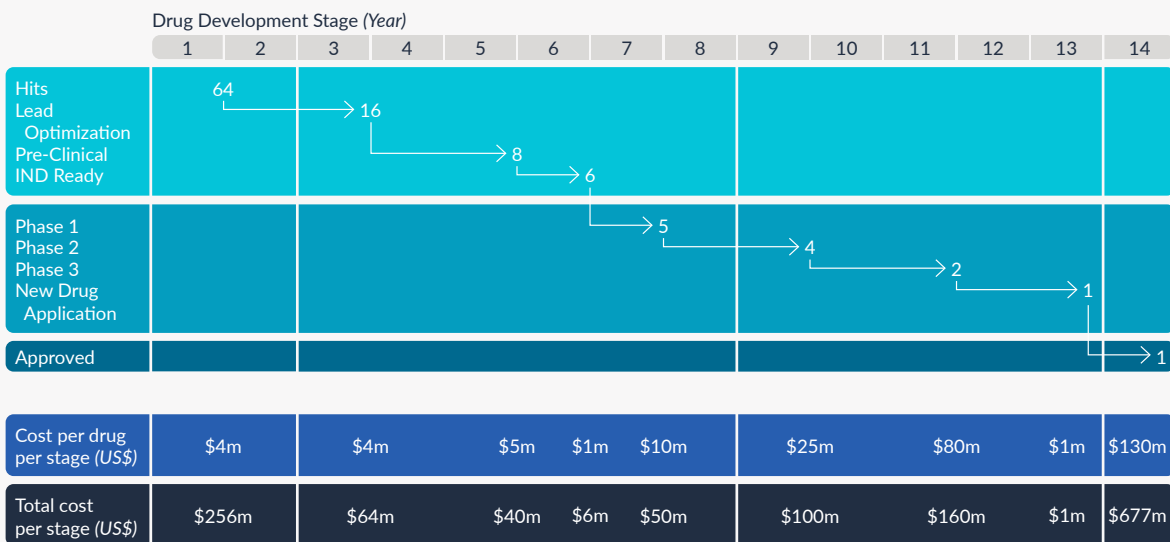 Drug Development Stage (Year)
1 2 3 4 5 6 7 8 9 10 11 12 13 14
Hits 64
Lead 16
Optimization
Pre-Clinical 8
IND Ready 6
Phase 1 5
Phase 2 4
Phase 3 2
New Drug 1
Application
Approved 1
Cost per drug
per stage (US$)
$4m $4m $5m $1m $10m $25m $80m $1m $130m
Total cost
per stage (US$)
$256m $64m $40m $6m $50m $100m $160m $1m $677m